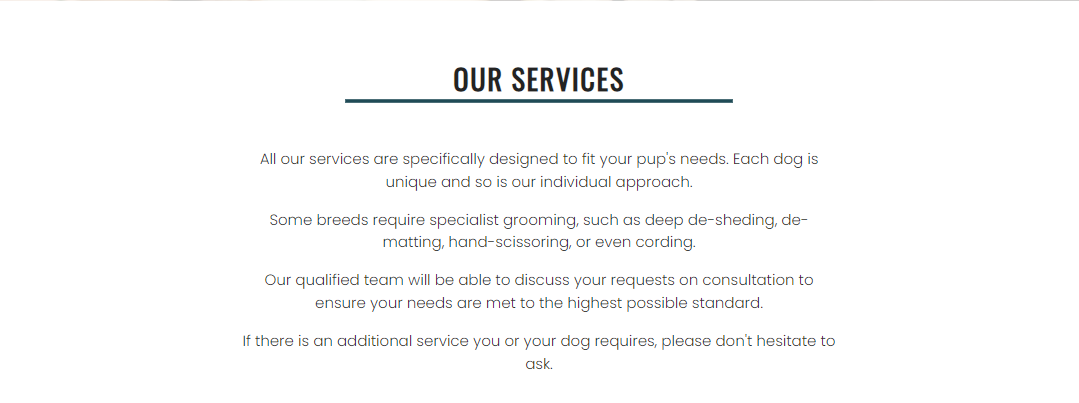 OUR SERVICES
All our services are specifically designed to fit your pup's needs. Each dog is
unique and so is our individual approach.
Some breeds require specialist grooming, such as deep de-sheding, de-
matting, hand-scissoring, or even cording.
Our qualified team will be able to discuss your requests on consultation to
ensure your needs are met to the highest possible standard.
If there is an additional service you or your dog requires, please don't hesitate to
ask.